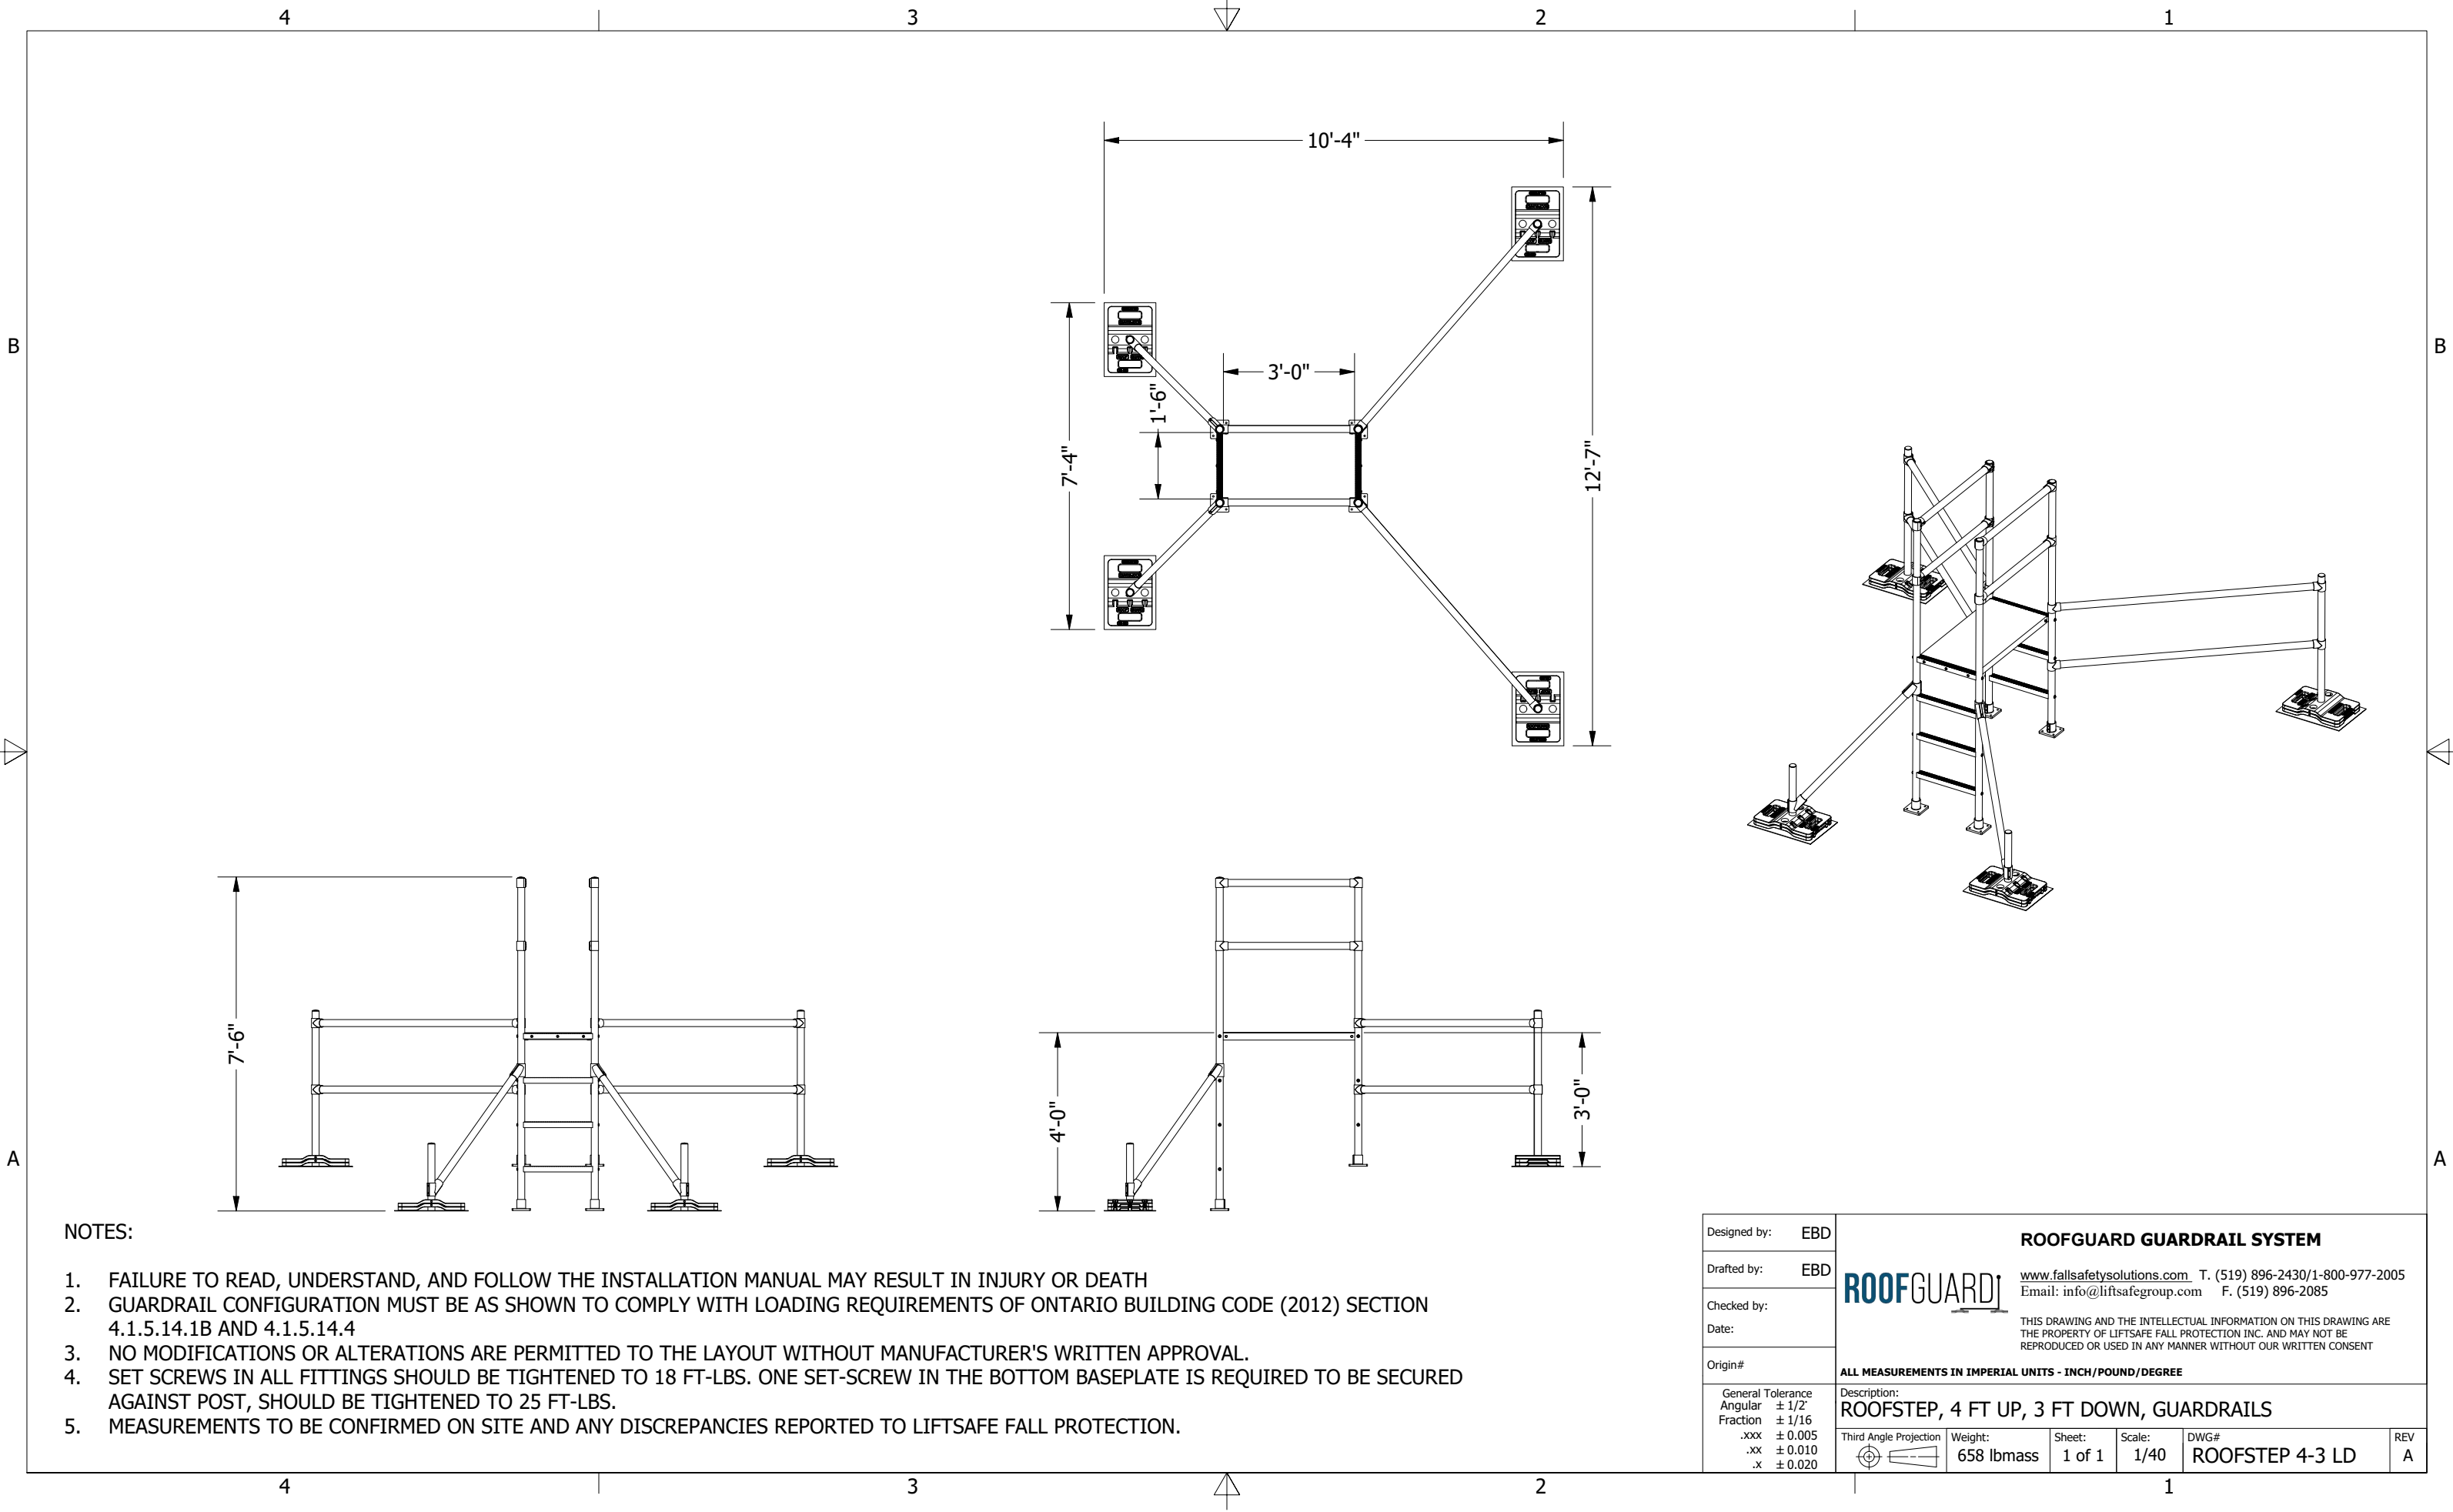 4
3
2
1
B
B
A
A
10'-4"
3'-0"
1'-6"
7'-4"
12'-7"
7'-6"
4'-0"
3'-0"
NOTES:
1. FAILURE TO READ, UNDERSTAND, AND FOLLOW THE INSTALLATION MANUAL MAY RESULT IN INJURY OR DEATH
2. GUARDRAIL CONFIGURATION MUST BE AS SHOWN TO COMPLY WITH LOADING REQUIREMENTS OF ONTARIO BUILDING CODE (2012) SECTION
4.1.5.14.1B AND 4.1.5.14.4
3. NO MODIFICATIONS OR ALTERATIONS ARE PERMITTED TO THE LAYOUT WITHOUT MANUFACTURER'S WRITTEN APPROVAL.
4. SET SCREWS IN ALL FITTINGS SHOULD BE TIGHTENED TO 18 FT-LBS. ONE SET-SCREW IN THE BOTTOM BASEPLATE IS REQUIRED TO BE SECURED
AGAINST POST, SHOULD BE TIGHTENED TO 25 FT-LBS.
5. MEASUREMENTS TO BE CONFIRMED ON SITE AND ANY DISCREPANCIES REPORTED TO LIFTSAFE FALL PROTECTION.
Designed by: EBD
Drafted by: EBD
Checked by:
Date:
Origin#
General Tolerance
Angular ± 1/2°
Fraction ± 1/16
.xxx ± 0.005
.xx ± 0.010
.x ± 0.020
ROOFGUARD
ROOFGUARD GUARDRAIL SYSTEM
www.fallsafetysolutions.com T. (519) 896-2430/1-800-977-2005
Email: info@liftsafegroup.com F. (519) 896-2085
THIS DRAWING AND THE INTELLECTUAL INFORMATION ON THIS DRAWING ARE
THE PROPERTY OF LIFTSAFE FALL PROTECTION INC. AND MAY NOT BE
REPRODUCED OR USED IN ANY MANNER WITHOUT OUR WRITTEN CONSENT
ALL MEASUREMENTS IN IMPERIAL UNITS - INCH/POUND/DEGREE
Description:
ROOFSTEP, 4 FT UP, 3 FT DOWN, GUARDRAILS
Third Angle Projection
Weight:
658 lbmass
Sheet:
1 of 1
Scale:
1/40
DWG#
ROOFSTEP 4-3 LD
REV
A
4
3
2
1